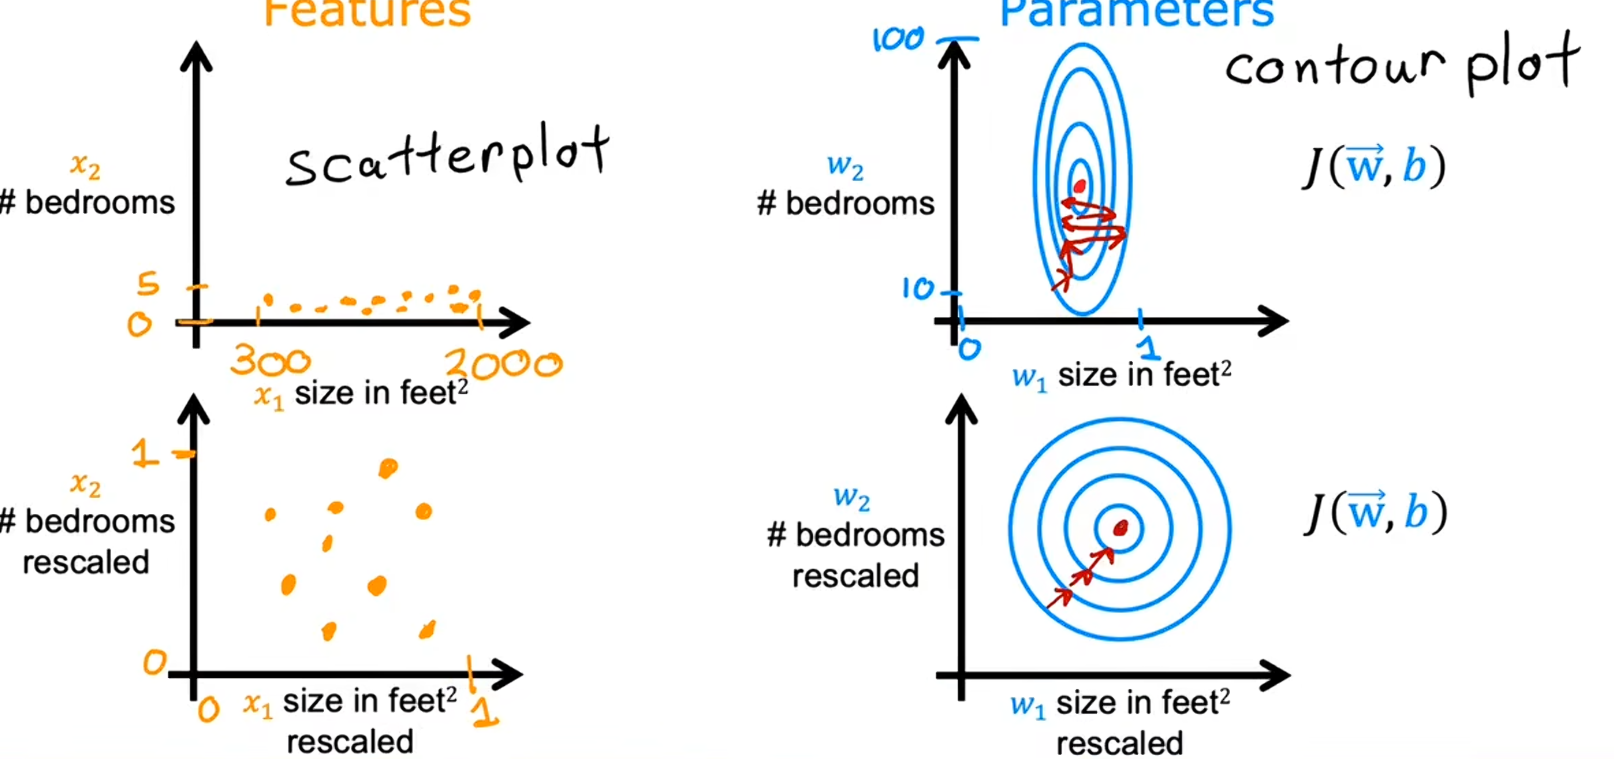 Features
scatterplot
x₂
# bedrooms
5
0
300
2000
x₁ size in feet²
Parameters
contour plot
100
w₂
# bedrooms
J(w⃗, b)
10
0
1
w₁ size in feet²
1
x₂
# bedrooms
rescaled
0
0
x₁ size in feet²
1
rescaled
w₂
# bedrooms
rescaled
J(w⃗, b)
w₁ size in feet²
rescaled